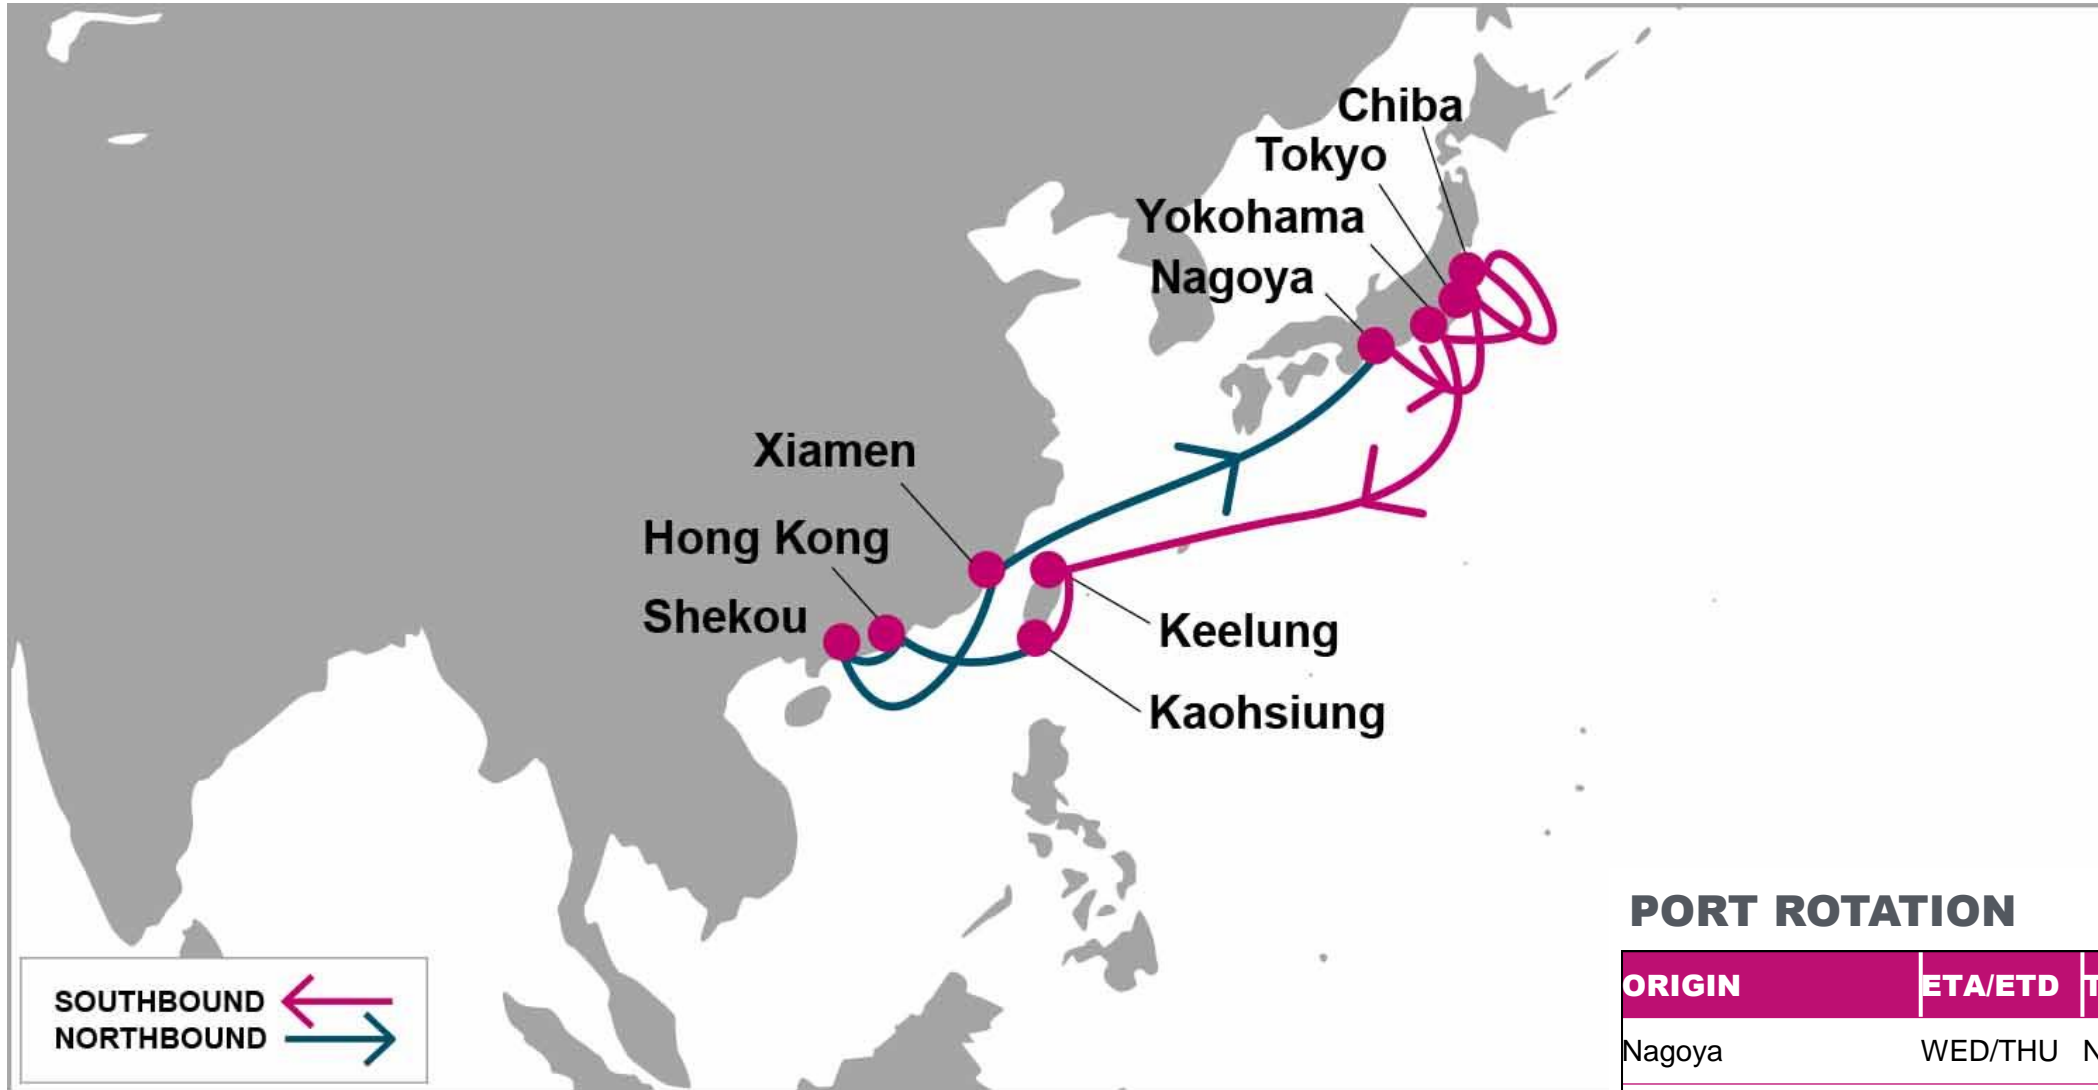 Chiba
Tokyo
Yokohama
Nagoya
Xiamen
Hong Kong
Shekou
Keelung
Kaohsiung
SOUTHBOUND
NORTHBOUND
PORT ROTATION
ORIGIN ETA/ETD
Nagoya WED/THU